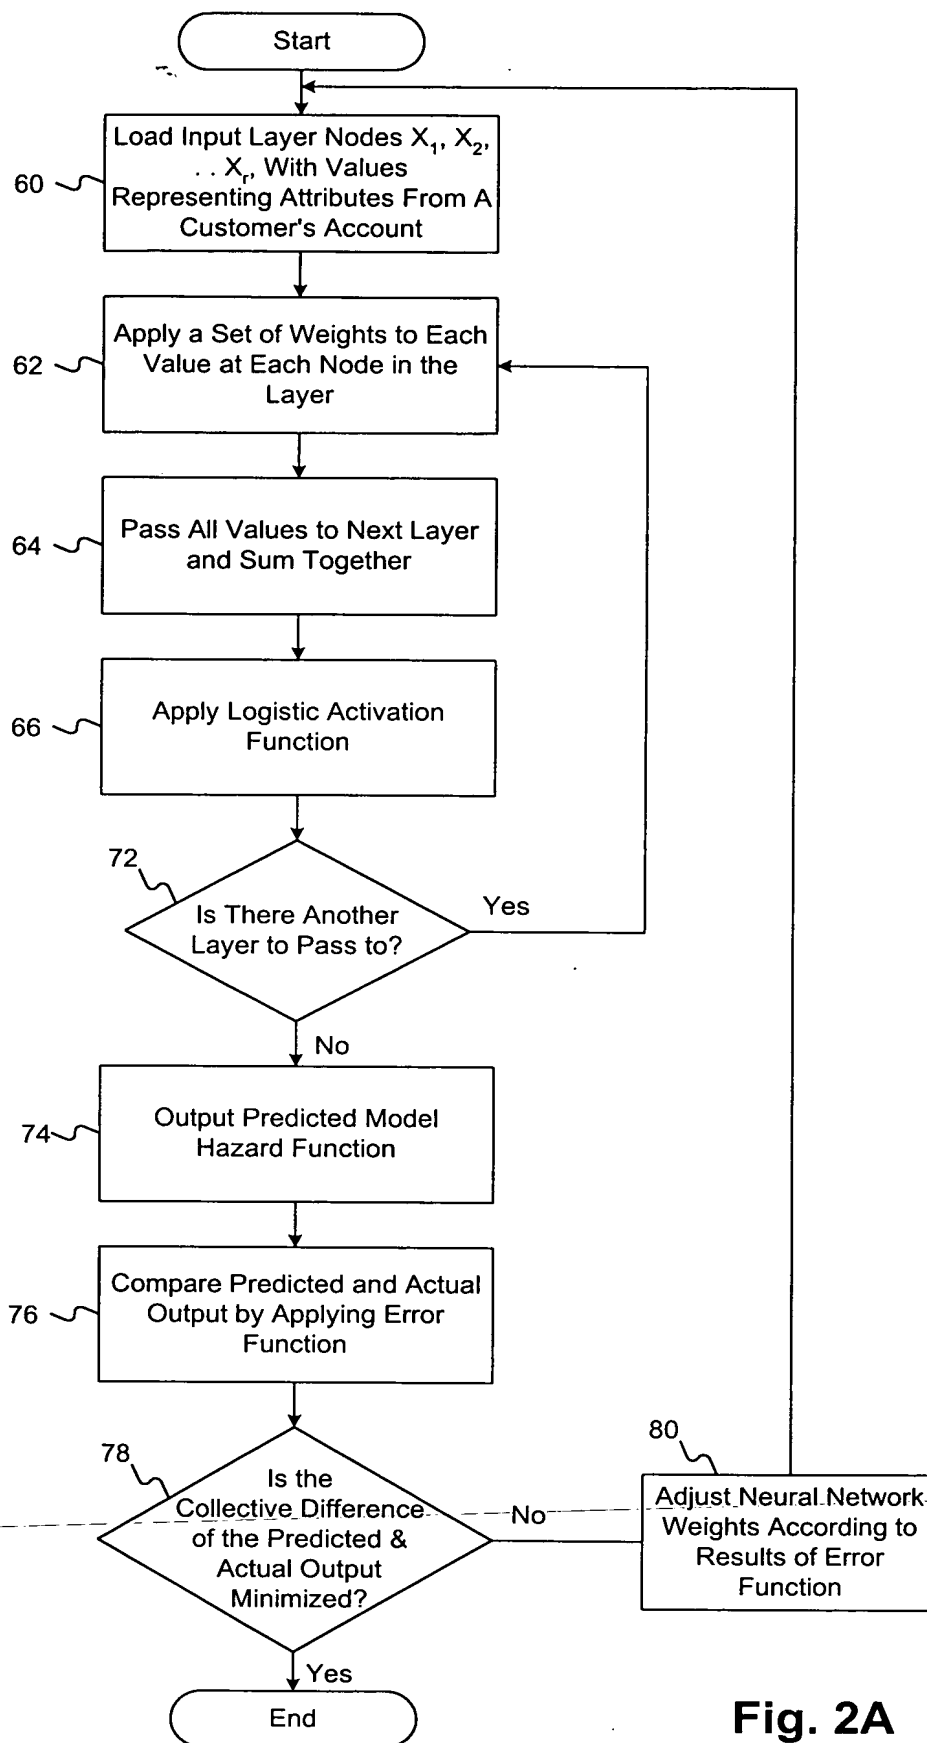 Start
Load Input Layer Nodes X1, X2,
. . Xr, With Values
Representing Attributes From A
Customer's Account
60
Apply a Set of Weights to Each
Value at Each Node in the
Layer
62
Pass All Values to Next Layer
and Sum Together
64
Apply Logistic Activation
Function
66
72
Is There Another
Layer to Pass to?
Yes
No
Output Predicted Model
Hazard Function
74
Compare Predicted and Actual
Output by Applying Error
Function
76
78
Is the
Collective Difference
of the Predicted &
Actual Output
Minimized?
No
80
Adjust Neural Network
Weights According to
Results of Error
Function
Yes
End
Fig. 2A